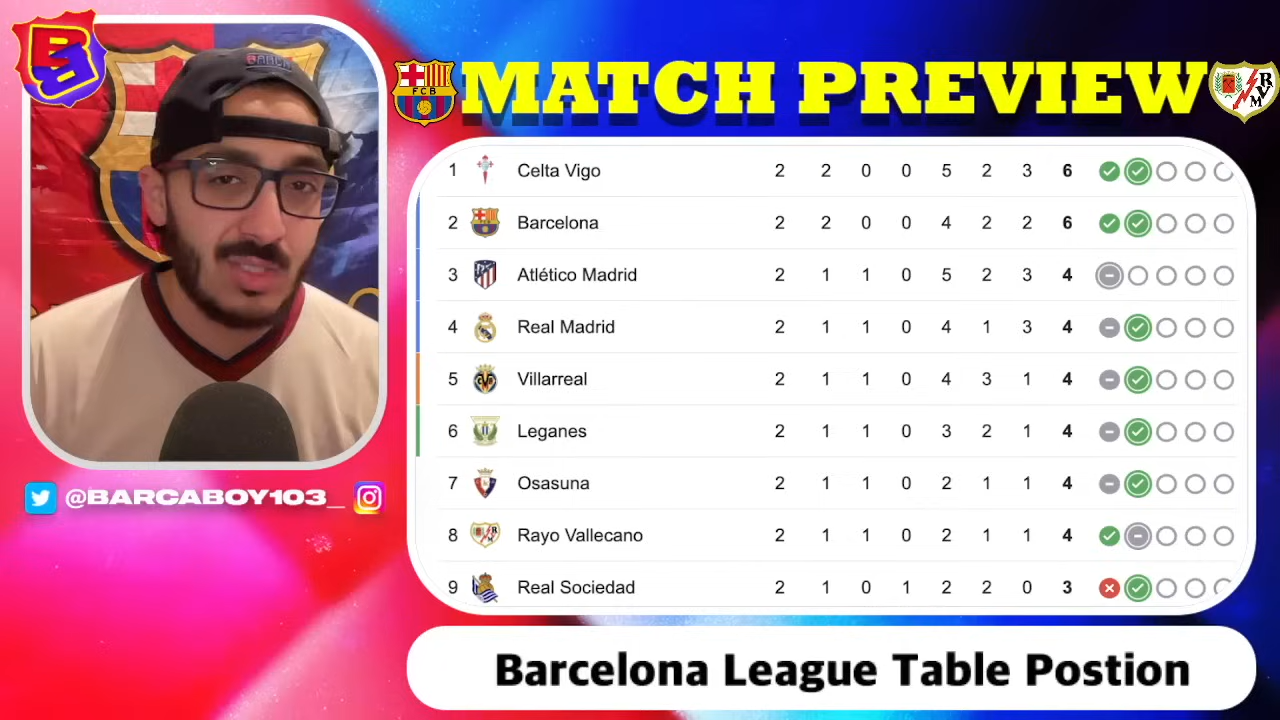 MATCH PREVIEW
1 Celta Vigo 2 2 0 0 5 2 3 6
2 Barcelona 2 2 0 0 4 2 2 6
3 Atlético Madrid 2 1 1 0 5 2 3 4
4 Real Madrid 2 1 1 0 4 1 3 4
5 Villarreal 2 1 1 0 4 3 1 4
6 Leganes 2 1 1 0 3 2 1 4
7 Osasuna 2 1 1 0 2 1 1 4
8 Rayo Vallecano 2 1 1 0 2 1 1 4
9 Real Sociedad 2 1 0 1 2 2 0 3
@BARCABOY103_
Barcelona League Table Postion
FCB